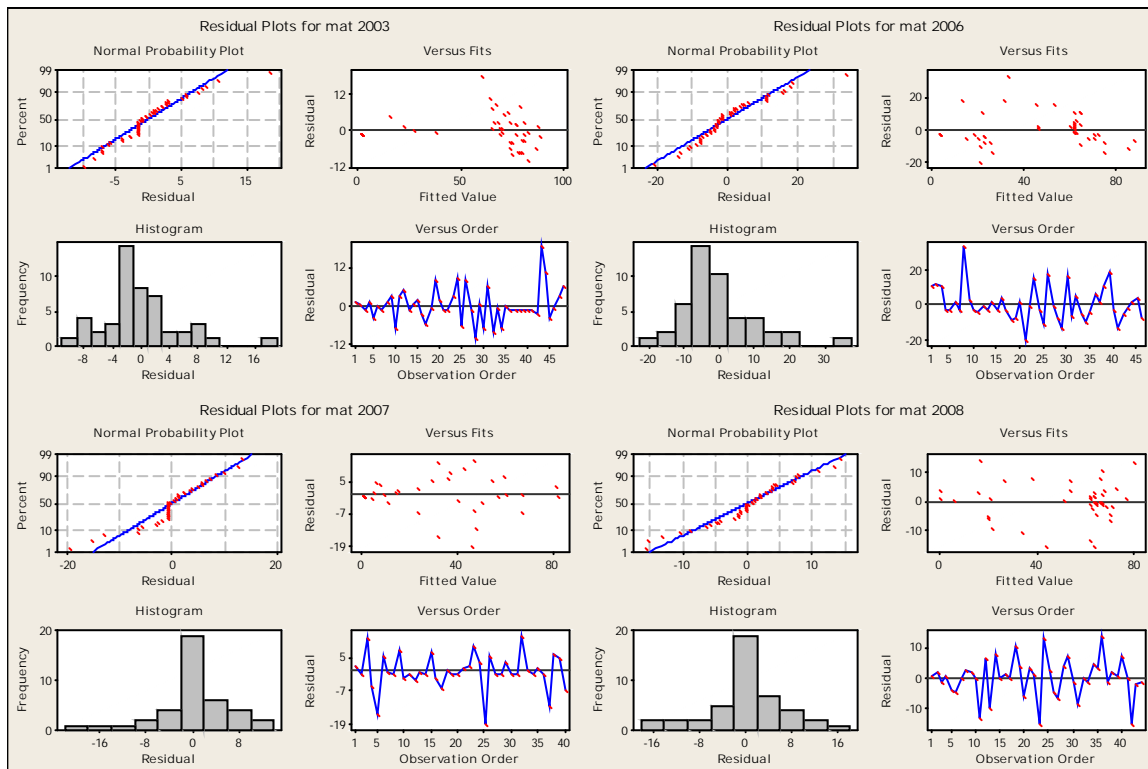 Residual Plots for mat 2003
Normal Probability Plot
Percent
99
90
50
10
1
-5 5 15
Residual
Versus Fits
Residual
12
0
-12
0 50 100
Fitted Value
Histogram
Frequency
10
5
0
-8 -4 0 4 8 12 16
Residual
Versus Order
Residual
12
0
-12
1 5 10 15 20 25 30 35 40 45
Observation Order
Residual Plots for mat 2006
Normal Probability Plot
Percent
99
90
50
10
1
-20 0 20
Residual
Versus Fits
Residual
20
0
-20
0 40 80
Fitted Value
Histogram
Frequency
10
5
0
-20 -10 0 10 20 30
Residual
Versus Order
Residual
20
0
-20
1 5 10 15 20 25 30 35 40 45
Observation Order
Residual Plots for mat 2007
Normal Probability Plot
Percent
99
90
50
10
1
-20 0 20
Residual
Versus Fits
Residual
5
-7
-19
0 40 80
Fitted Value
Histogram
Frequency
20
10
0
-16 -8 0 8
Residual
Versus Order
Residual
5
-7
-19
1 5 10 15 20 25 30 35 40
Observation Order
Residual Plots for mat 2008
Normal Probability Plot
Percent
99
90
50
10
1
-10 0 10
Residual
Versus Fits
Residual
10
0
-10
0 40 80
Fitted Value
Histogram
Frequency
20
10
0
-16 -8 0 8 16
Residual
Versus Order
Residual
10
0
-10
1 5 10 15 20 25 30 35 40
Observation Order